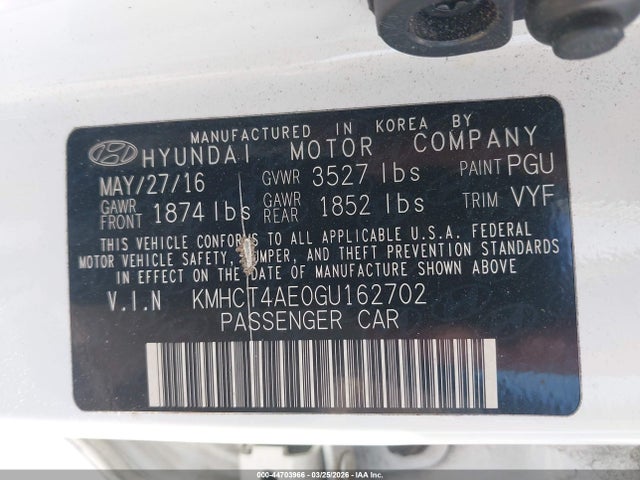 MANUFACTURED IN KOREA BY
HYUNDAI MOTOR COMPANY
MAY/27/16 GVWR 3527 lbs PAINT PGU
GAWR FRONT 1874 lbs GAWR REAR 1852 lbs TRIM VYF
THIS VEHICLE CONFORMS TO ALL APPLICABLE U.S.A. FEDERAL
MOTOR VEHICLE SAFETY, BUMPER, AND THEFT PREVENTION STANDARDS
IN EFFECT ON THE DATE OF MANUFACTURE SHOWN ABOVE
V.I.N KMHCT4AE0GU162702
PASSENGER CAR
000-44703966 - 03/25/2026 - IAA, Inc.